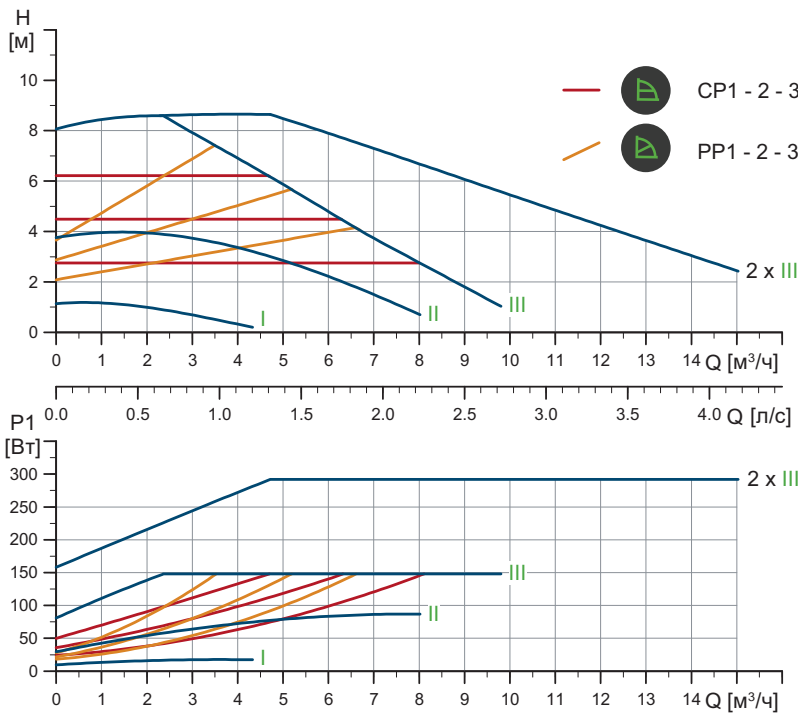 H
[м]
10
8
6
4
2
0
CP1 - 2 - 3
PP1 - 2 - 3
2 x III
III
II
I
0 1 2 3 4 5 6 7 8 9 10 11 12 13 14 Q [м³/ч]
0.0 0.5 1.0 1.5 2.0 2.5 3.0 3.5 4.0 Q [л/с]
P1
[Вт]
300
250
200
150
100
50
0
2 x III
III
II
I
0 1 2 3 4 5 6 7 8 9 10 11 12 13 14 Q [м³/ч]